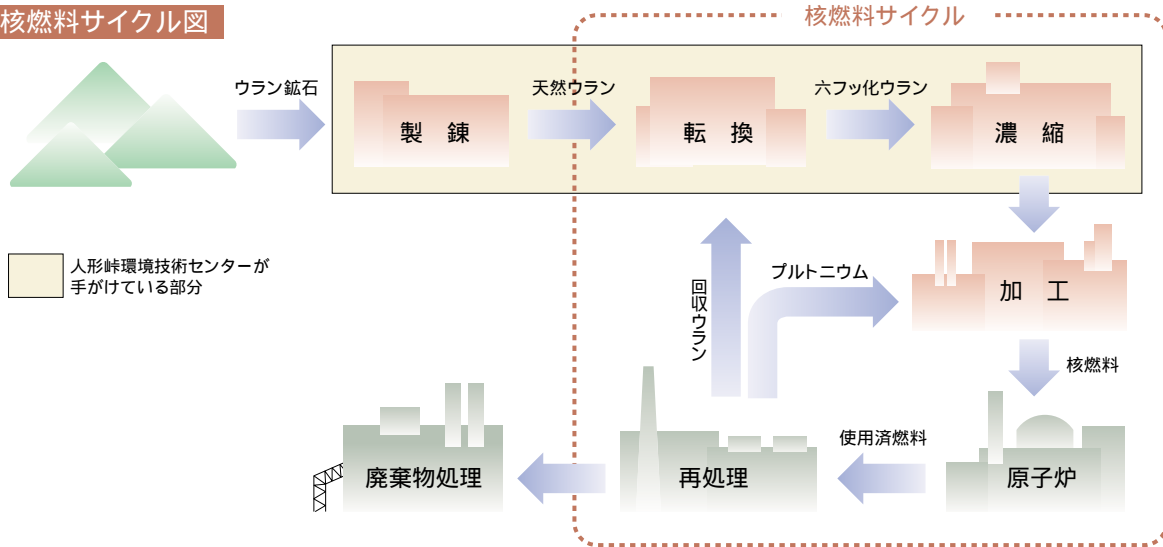 核燃料サイクル図
核燃料サイクル
ウラン鉱石
製 錬
天然ウラン
転 換
六フッ化ウラン
濃 縮
人形峠環境技術センターが
手がけている部分
回収ウラン
プルトニウム
加 工
核燃料
廃棄物処理
再処理
使用済燃料
原子炉